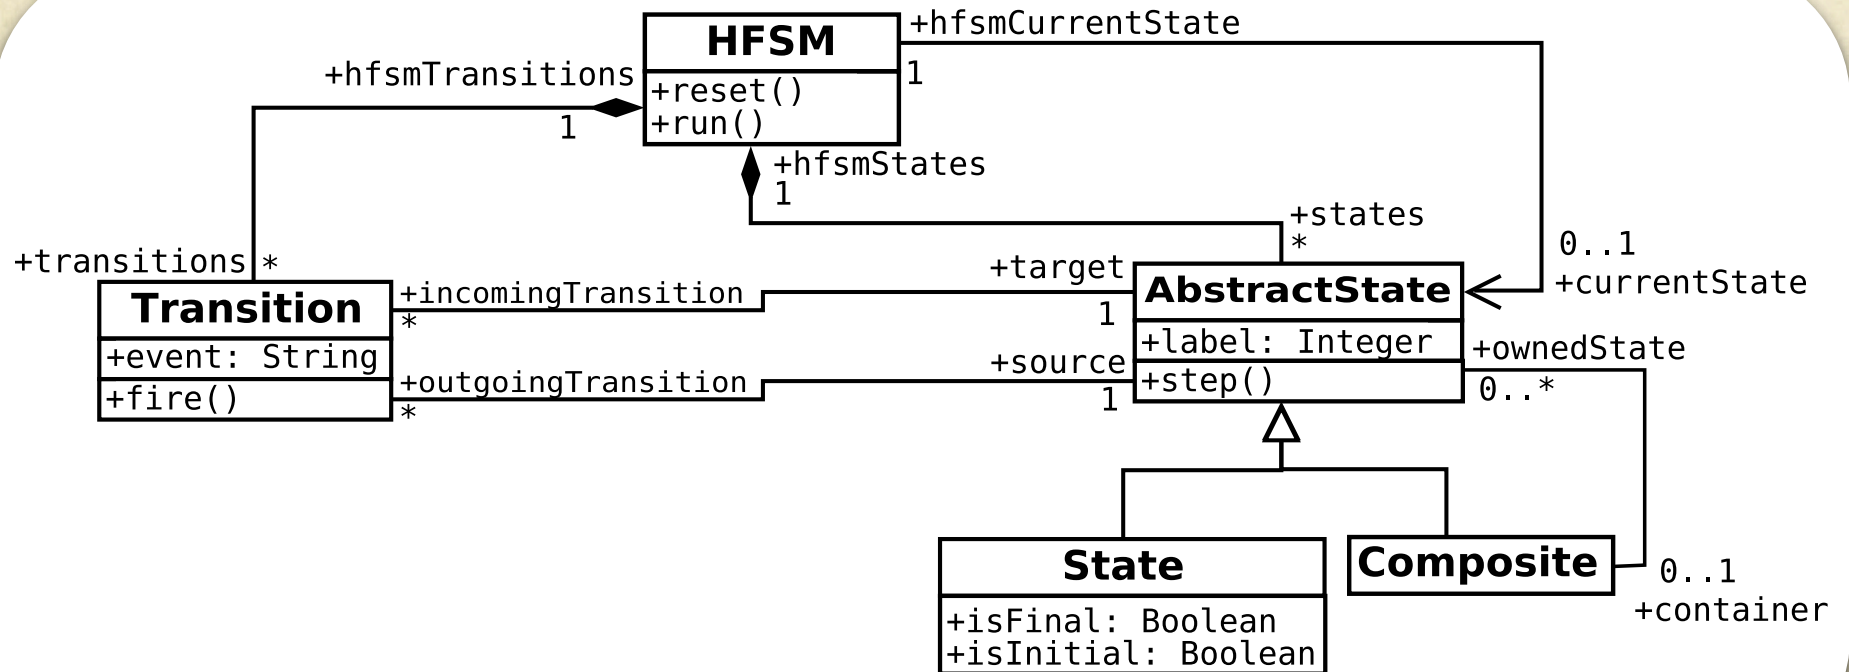 HFSM
+reset()
+run()
+hfsmCurrentState
1
+hfsmTransitions
1
+hfsmStates
1
+states
*
0..1
+currentState
+transitions *
Transition
+event: String
+fire()
+incomingTransition
*
+target
1
+outgoingTransition
*
+source
1
AbstractState
+label: Integer
+step()
+ownedState
0..*
State
+isFinal: Boolean
+isInitial: Boolean
Composite
0..1
+container